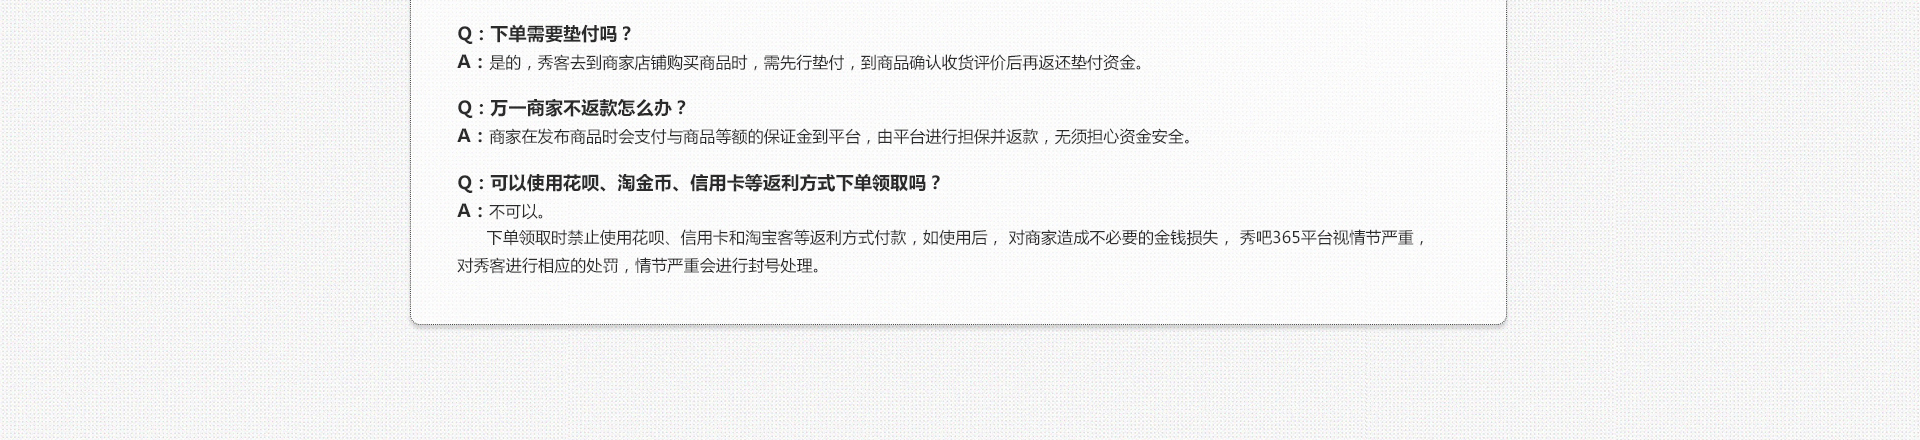 Q：下单需要垫付吗？
A：是的，秀客去到商家店铺购买商品时，需先行垫付，到商品确认收货评价后再返还垫付资金。
Q：万一商家不返款怎么办？
A：商家在发布商品时会支付与商品等额的保证金到平台，由平台进行担保并返款，无须担心资金安全。
Q：可以使用花呗、淘金币、信用卡等返利方式下单领取吗？
A：不可以。
下单领取时禁止使用花呗、信用卡和淘宝客等返利方式付款，如使用后， 对商家造成不必要的金钱损失， 秀吧365平台视情节严重，
对秀客进行相应的处罚，情节严重会进行封号处理。